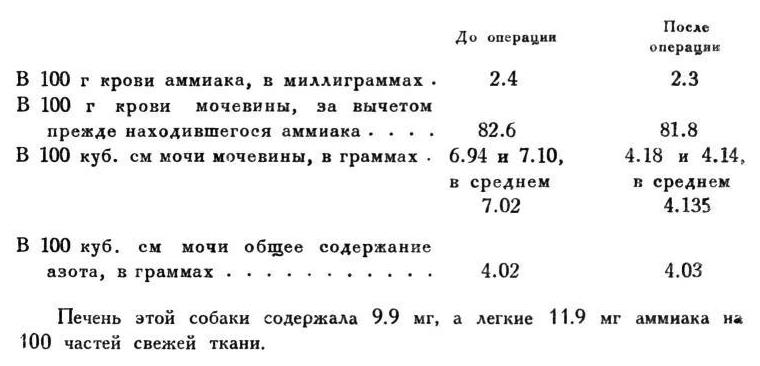 До операции После
операции
В 100 г крови аммиака, в миллиграммах . 2.4 2.3
В 100 г крови мочевины, за вычетом
прежде находившегося аммиака . . . . 82.6 81.8
В 100 куб. см мочи мочевины, в граммах . 6.94 и 7.10, 4.18 и 4.14,
в среднем в среднем
7.02 4.135
В 100 куб. см мочи общее содержание
азота, в граммах . . . . . . . . . . . 4.02 4.03
Печень этой собаки содержала 9.9 мг, а легкие 11.9 мг аммиака на
100 частей свежей ткани.